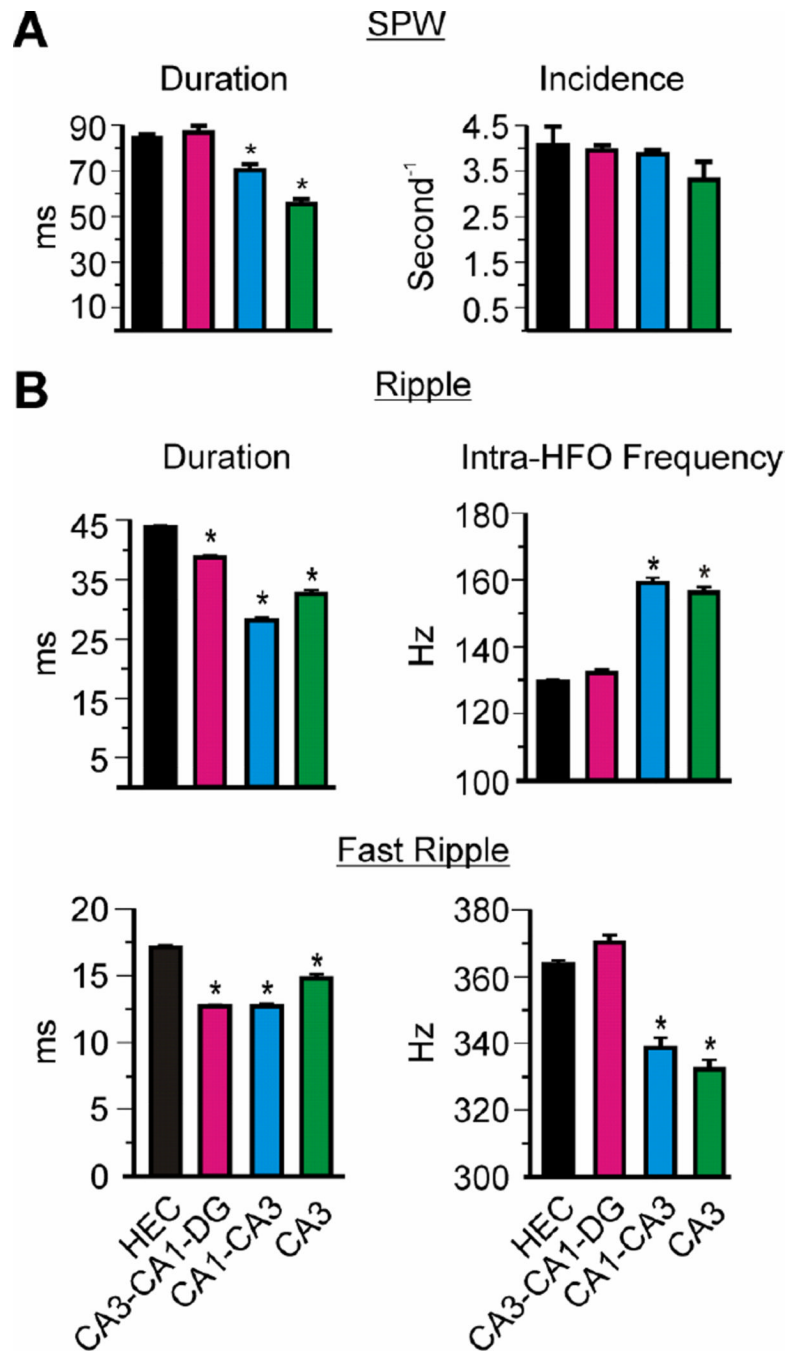 A
SPW
Duration
Incidence
90
70
50
30
10
ms
4.5
3.5
2.5
1.5
0.5
Second-1
*
*
B
Ripple
Duration
Intra-HFO Frequency
45
35
25
15
5
ms
*
*
*
180
160
140
120
100
Hz
*
*
Fast Ripple
20
15
10
5
0
ms
*
*
*
380
360
340
320
300
Hz
*
*
HEC
CA3-CA1-DG
CA1-CA3
CA3
HEC
CA3-CA1-DG
CA1-CA3
CA3